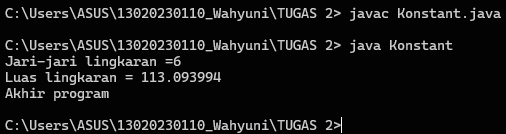 C:\Users\ASUS\13020230110_Wahyuni\TUGAS 2> javac Konstant.java
C:\Users\ASUS\13020230110_Wahyuni\TUGAS 2> java Konstant
Jari-jari lingkaran =6
Luas lingkaran = 113.093994
Akhir program
C:\Users\ASUS\13020230110_Wahyuni\TUGAS 2>